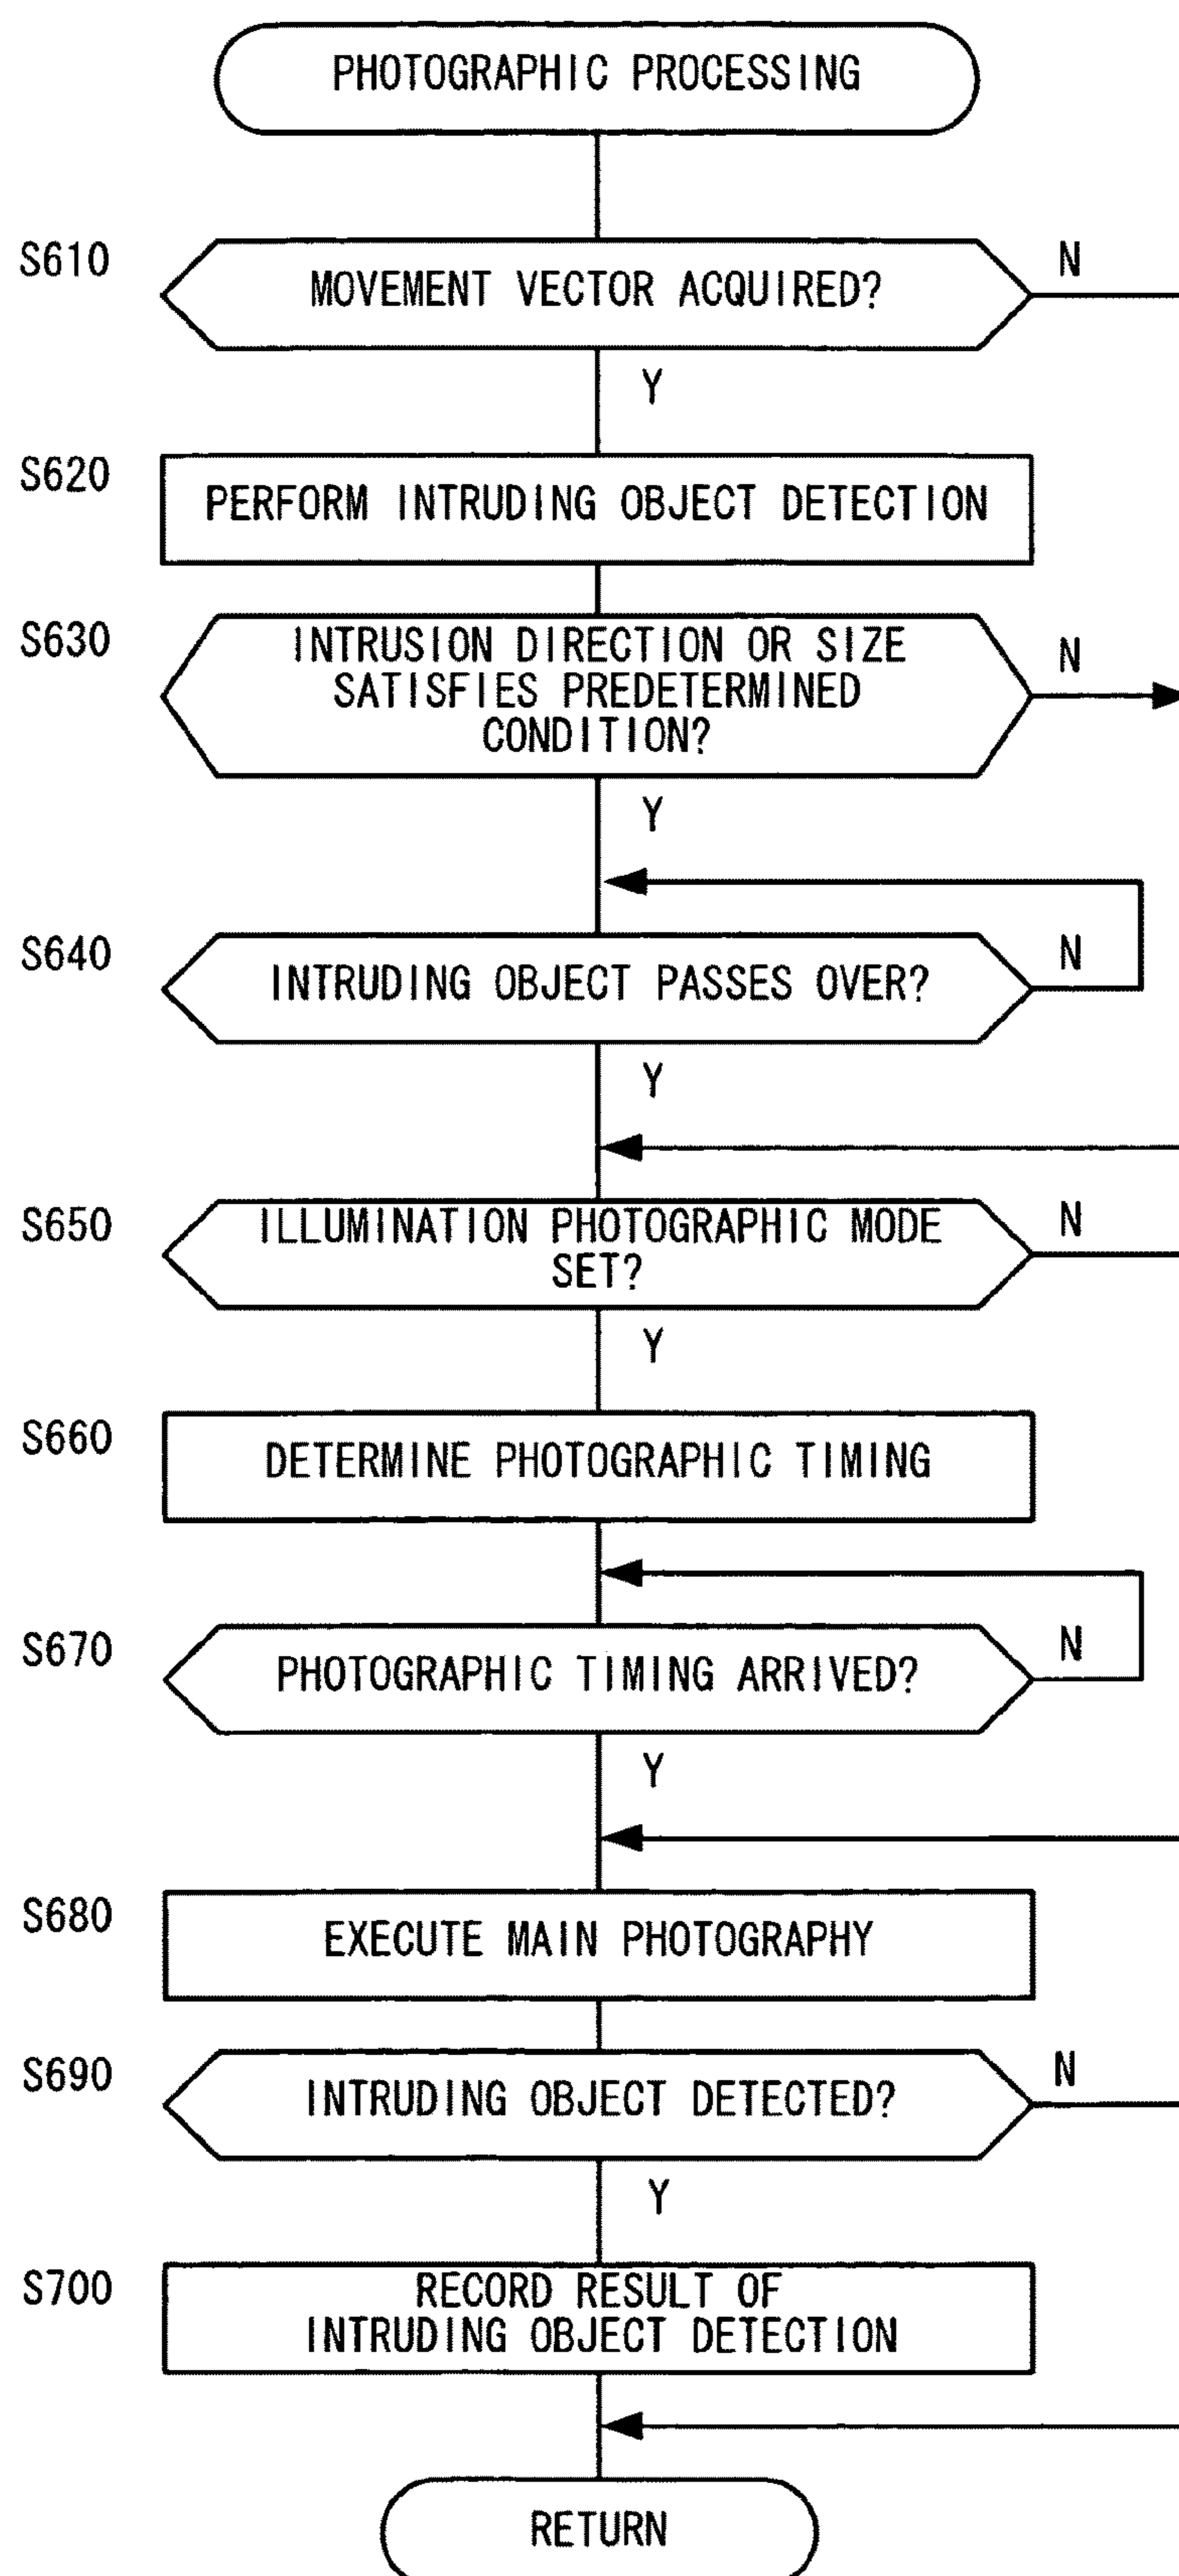 PHOTOGRAPHIC PROCESSING
S610
MOVEMENT VECTOR ACQUIRED?
N
Y
S620
PERFORM INTRUDING OBJECT DETECTION
S630
INTRUSION DIRECTION OR SIZE
SATISFIES PREDETERMINED
CONDITION?
N
Y
S640
INTRUDING OBJECT PASSES OVER?
N
Y
S650
ILLUMINATION PHOTOGRAPHIC MODE
SET?
N
Y
S660
DETERMINE PHOTOGRAPHIC TIMING
S670
PHOTOGRAPHIC TIMING ARRIVED?
N
Y
S680
EXECUTE MAIN PHOTOGRAPHY
S690
INTRUDING OBJECT DETECTED?
N
Y
S700
RECORD RESULT OF
INTRUDING OBJECT DETECTION
RETURN